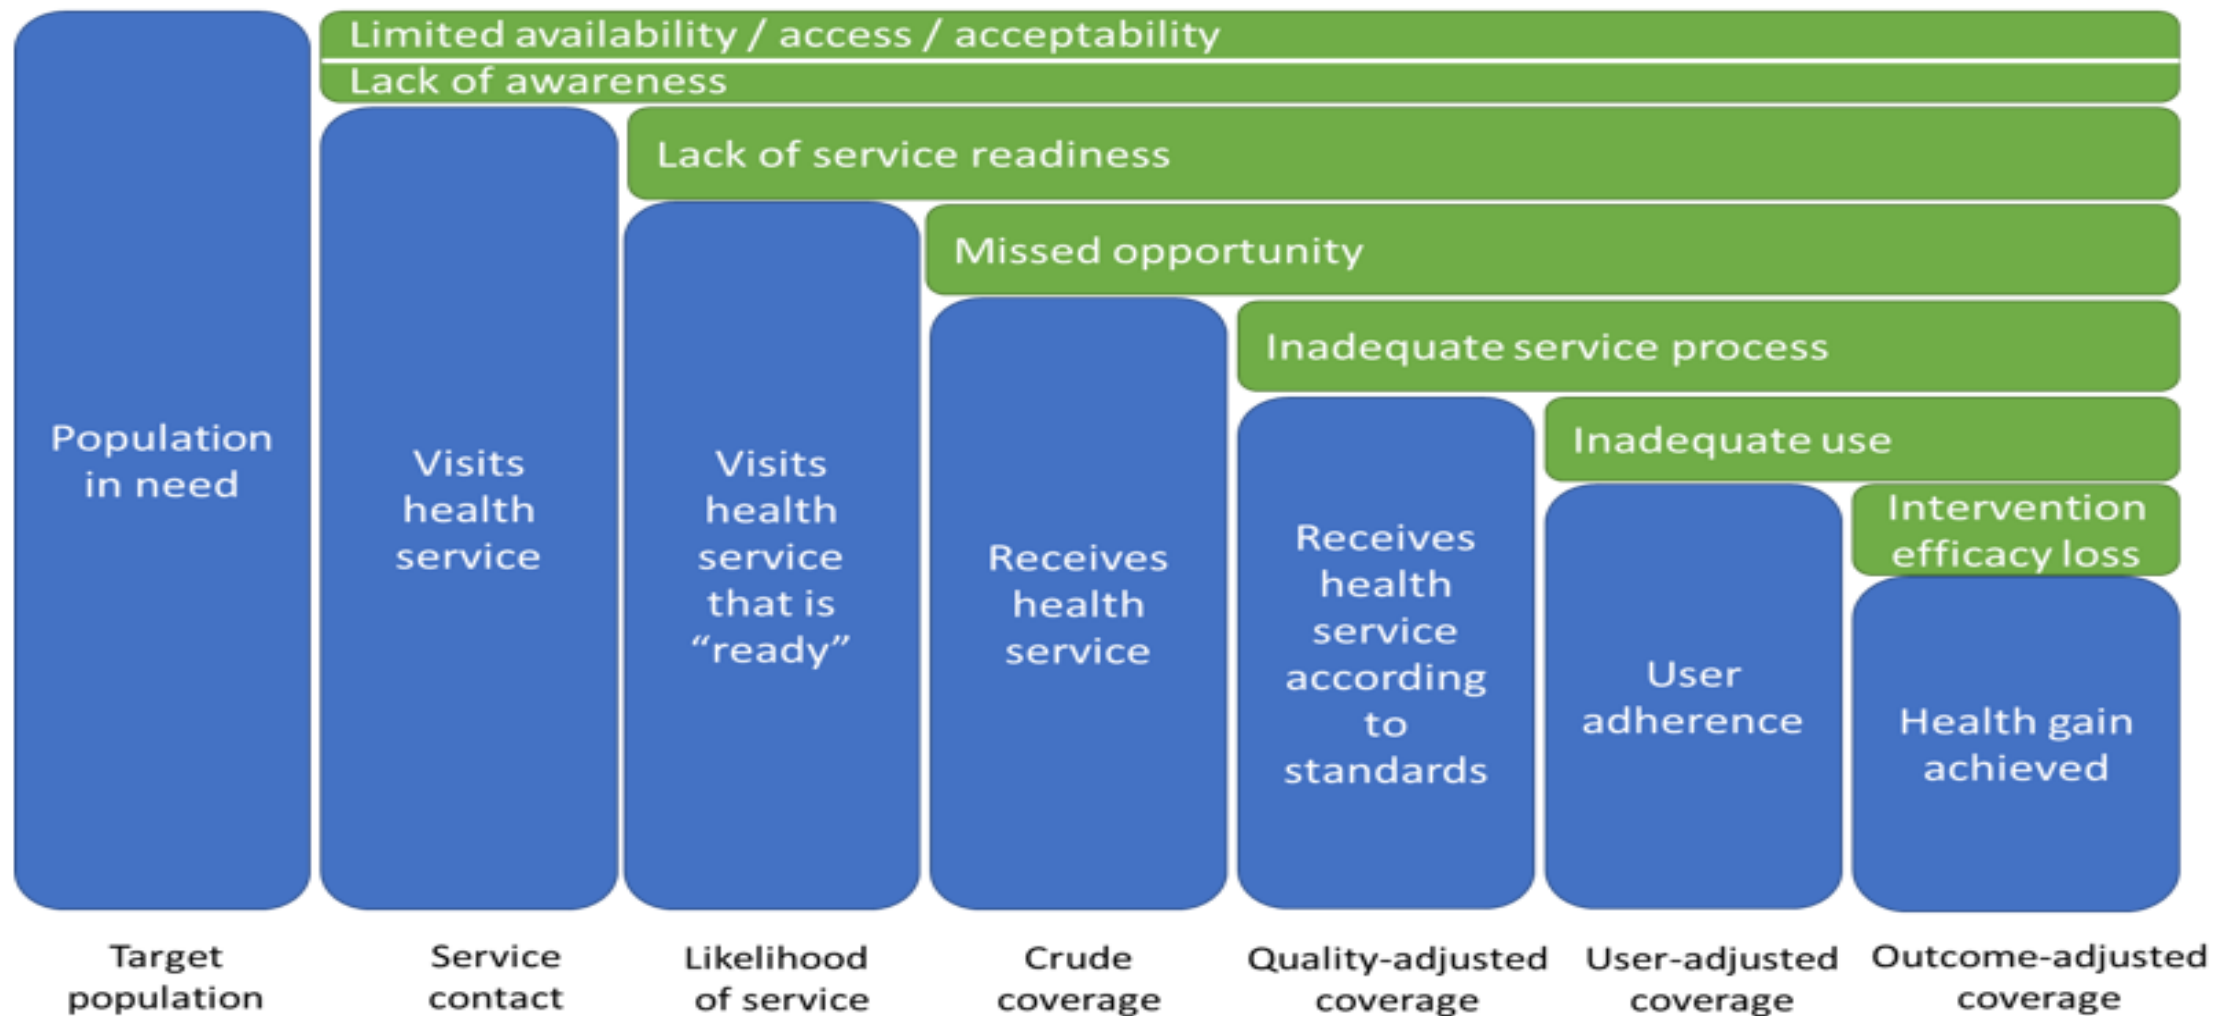 Limited availability / access / acceptability
Lack of awareness
Lack of service readiness
Missed opportunity
Inadequate service process
Inadequate use
Intervention
efficacy loss
Population
in need
Visits
health
service
Visits
health
service
that is
“ready”
Receives
health
service
Receives
health
service
according
to
standards
User
adherence
Health gain
achieved
Target
population
Service
contact
Likelihood
of service
Crude
coverage
Quality-adjusted
coverage
User-adjusted
coverage
Outcome-adjusted
coverage